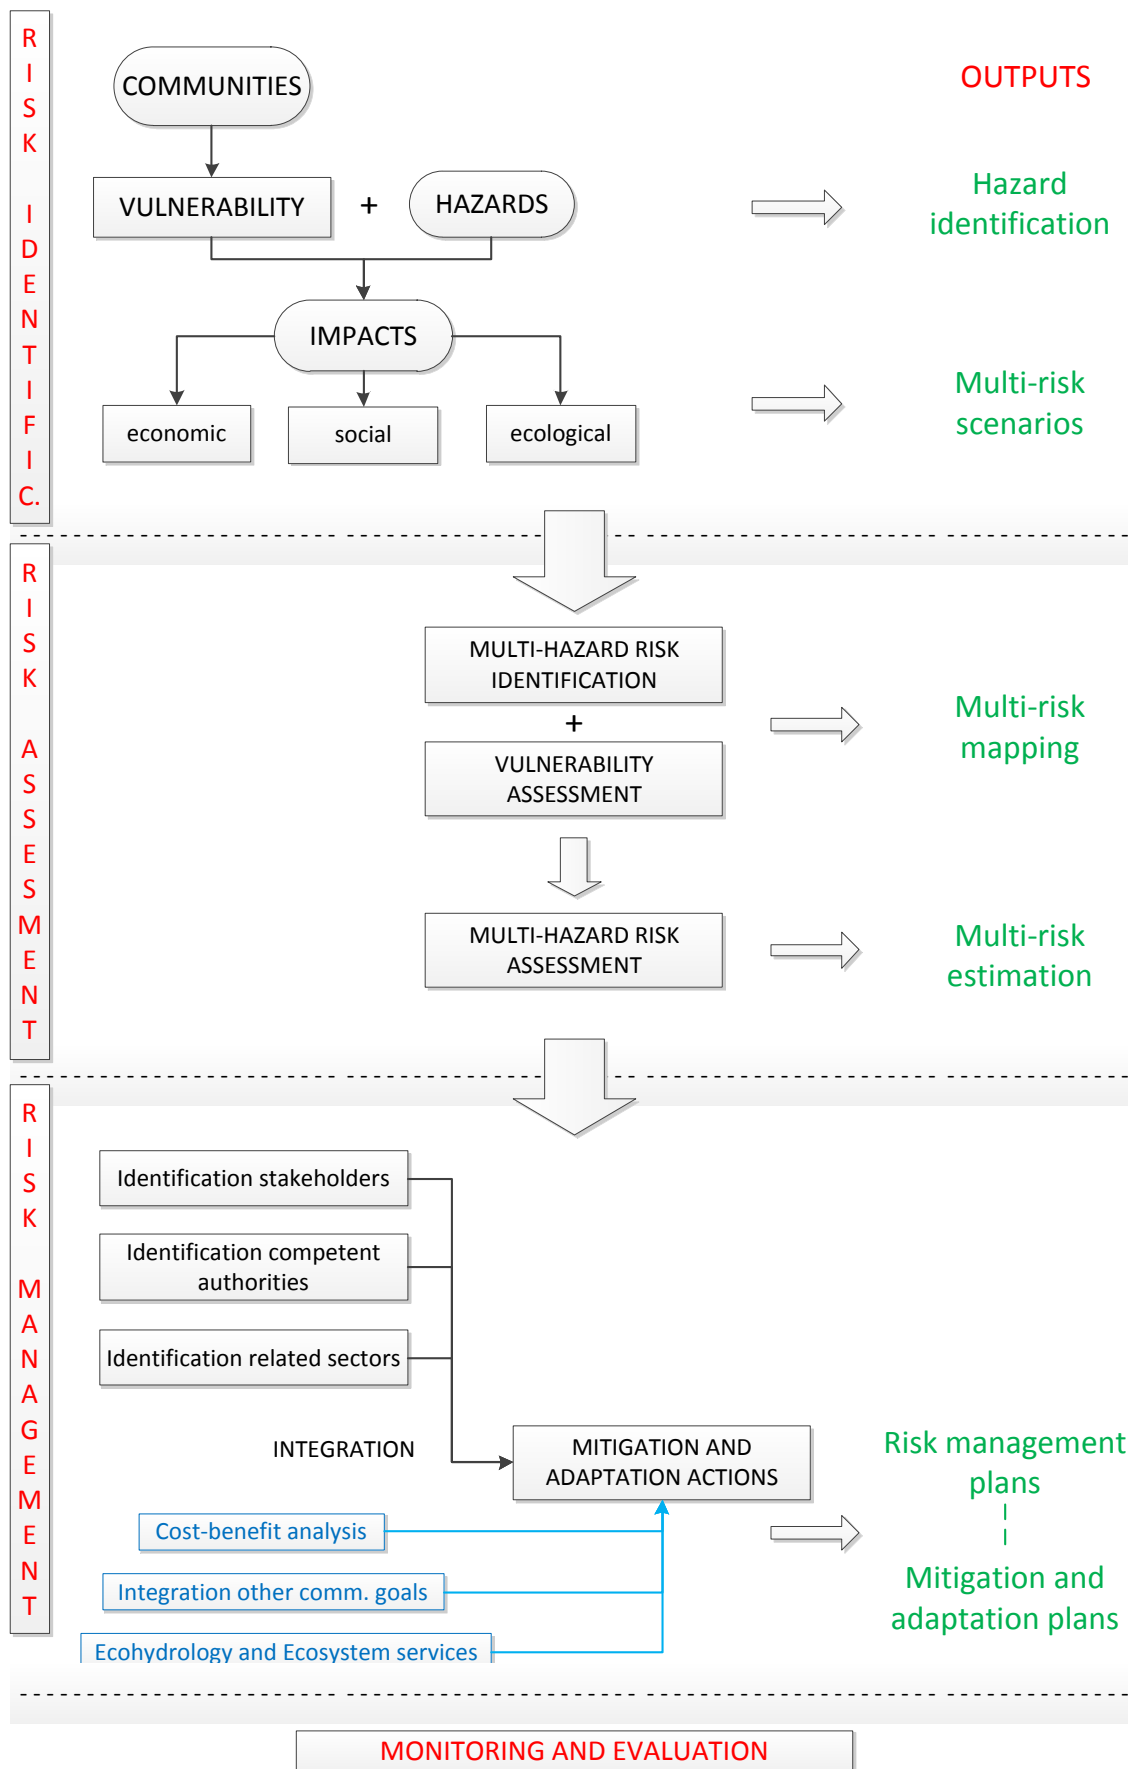 RISK IDENTIFIC.
COMMUNITIES
OUTPUTS
VULNERABILITY
+
HAZARDS
Hazard
identification
IMPACTS
economic
social
ecological
Multi-risk
scenarios
RISK ASSESMENT
MULTI-HAZARD RISK
IDENTIFICATION
+
VULNERABILITY
ASSESSMENT
Multi-risk
mapping
MULTI-HAZARD RISK
ASSESSMENT
Multi-risk
estimation
RISK MANAGEMENT
Identification stakeholders
Identification competent
authorities
Identification related sectors
INTEGRATION
MITIGATION AND
ADAPTATION ACTIONS
Cost-benefit analysis
Integration other comm. goals
Ecohydrology and Ecosystem services
Risk management
plans
Mitigation and
adaptation plans
MONITORING AND EVALUATION